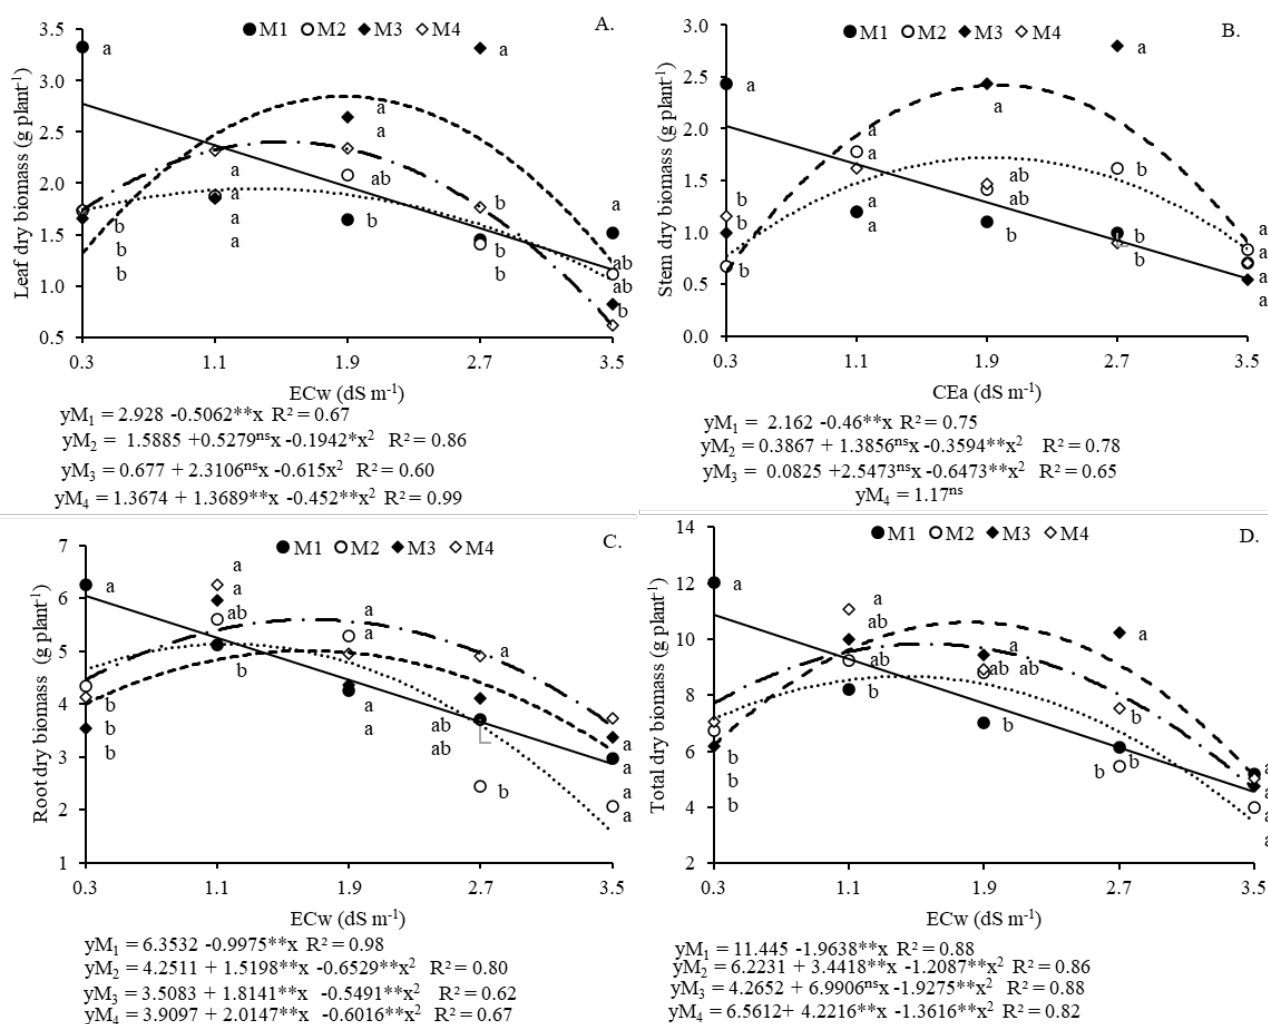 M1 M2 M3 M4 A.
Leaf dry biomass (g plant⁻¹)
3.5
3.0
2.5
2.0
1.5
1.0
0.5
a a
a
a
a
ab
a
a b b a
b a
b a b
b b
ab
ab
b
0.3 1.1 1.9 2.7 3.5
ECw (dS m⁻¹)
yM₁ = 2.928 -0.5062**x R² = 0.67
yM₂ = 1.5885 +0.5279ⁿˢx -0.1942*x² R² = 0.86
yM₃ = 0.677 + 2.3106ⁿˢx -0.615x² R² = 0.60
yM₄ = 1.3674 + 1.3689**x -0.452**x² R² = 0.99
M1 M2 M3 M4 B.
Stem dry biomass (g plant⁻¹)
3.0
2.5
2.0
1.5
1.0
0.5
0.0
a a
a
a
a
ab b
b a ab
b a b b a
b b a
a
0.3 1.1 1.9 2.7 3.5
CEa (dS m⁻¹)
yM₁ = 2.162 -0.46**x R² = 0.75
yM₂ = 0.3867 + 1.3856ⁿˢx -0.3594**x² R² = 0.78
yM₃ = 0.0825 +2.5473ⁿˢx -0.6473**x² R² = 0.65
yM₄ = 1.17ⁿˢ
M1 M2 M3 M4 C.
Root dry biomass (g plant⁻¹)
7
6
5
4
3
2
1
a
a a
ab a
a
b a
b a ab
b a ab a
b a
b a
a
0.3 1.1 1.9 2.7 3.5
ECw (dS m⁻¹)
yM₁ = 6.3532 -0.9975**x R² = 0.98
yM₂ = 4.2511 + 1.5198**x -0.6529**x² R² = 0.80
yM₃ = 3.5083 + 1.8141**x -0.5491**x² R² = 0.62
yM₄ = 3.9097 + 2.0147**x -0.6016**x² R² = 0.67
M1 M2 M3 M4 D.
Total dry biomass (g plant⁻¹)
14
12
10
8
6
4
2
a a
ab
a a
ab ab ab
b b b
b b b a
b a
b a
a
0.3 1.1 1.9 2.7 3.5
ECw (dS m⁻¹)
yM₁ = 11.445 -1.9638**x R² = 0.88
yM₂ = 6.2231 + 3.4418**x -1.2087**x² R² = 0.86
yM₃ = 4.2652 + 6.9906ⁿˢx -1.9275**x² R² = 0.88
yM₄ = 6.5612+ 4.2216**x -1.3616**x² R² = 0.82